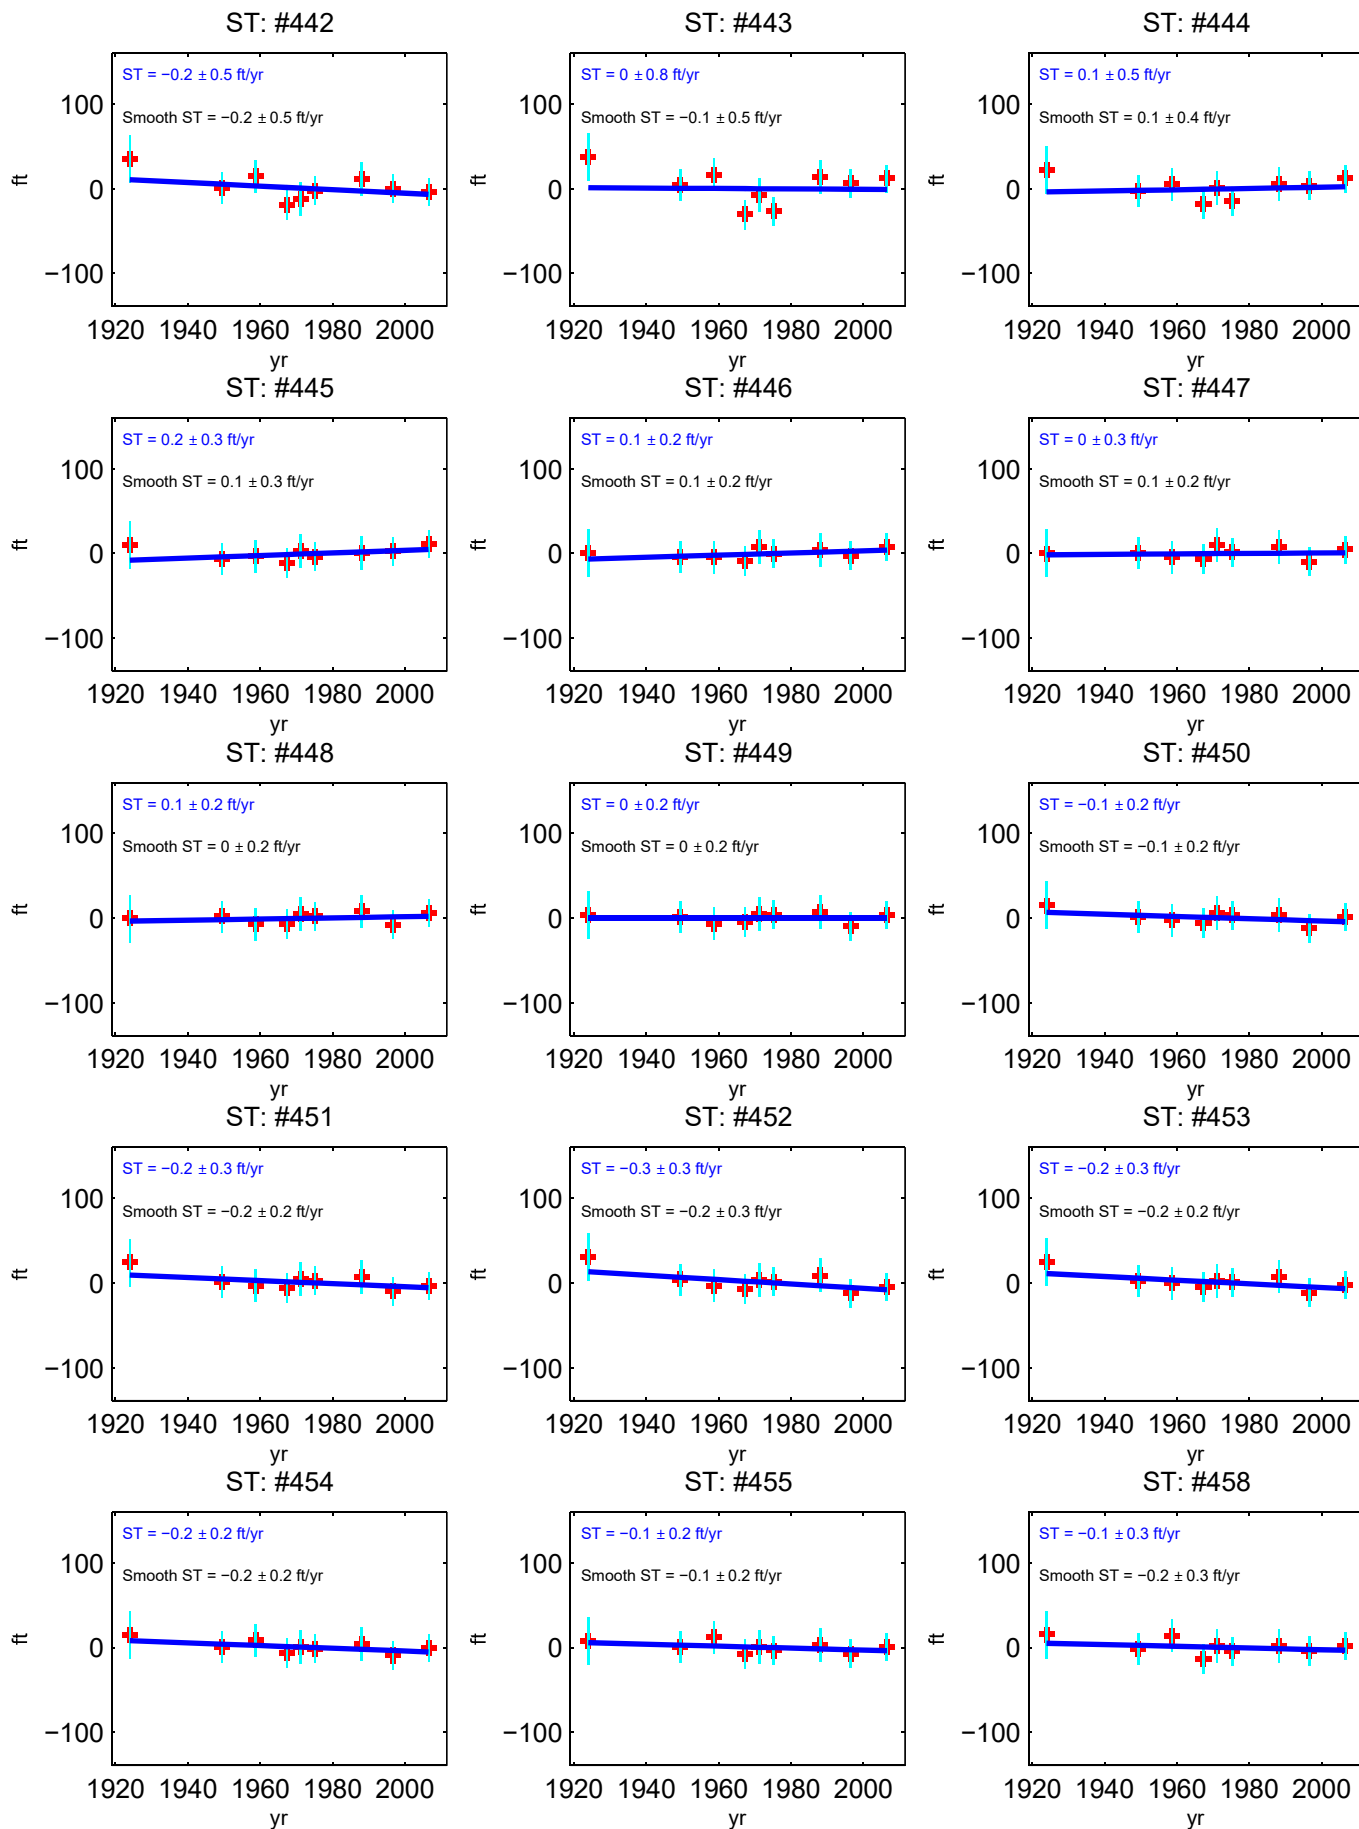 ST: #442
ST = −0.2 ± 0.5 ft/yr
Smooth ST = −0.2 ± 0.5 ft/yr
100
0
−100
ft
1920 1940 1960 1980 2000
yr
ST: #443
ST = 0 ± 0.8 ft/yr
Smooth ST = −0.1 ± 0.5 ft/yr
100
0
−100
ft
1920 1940 1960 1980 2000
yr
ST: #444
ST = 0.1 ± 0.5 ft/yr
Smooth ST = 0.1 ± 0.4 ft/yr
100
0
−100
ft
1920 1940 1960 1980 2000
yr
ST: #445
ST = 0.2 ± 0.3 ft/yr
Smooth ST = 0.1 ± 0.3 ft/yr
100
0
−100
ft
1920 1940 1960 1980 2000
yr
ST: #446
ST = 0.1 ± 0.2 ft/yr
Smooth ST = 0.1 ± 0.2 ft/yr
100
0
−100
ft
1920 1940 1960 1980 2000
yr
ST: #447
ST = 0 ± 0.3 ft/yr
Smooth ST = 0.1 ± 0.2 ft/yr
100
0
−100
ft
1920 1940 1960 1980 2000
yr
ST: #448
ST = 0.1 ± 0.2 ft/yr
Smooth ST = 0 ± 0.2 ft/yr
100
0
−100
ft
1920 1940 1960 1980 2000
yr
ST: #449
ST = 0 ± 0.2 ft/yr
Smooth ST = 0 ± 0.2 ft/yr
100
0
−100
ft
1920 1940 1960 1980 2000
yr
ST: #450
ST = −0.1 ± 0.2 ft/yr
Smooth ST = −0.1 ± 0.2 ft/yr
100
0
−100
ft
1920 1940 1960 1980 2000
yr
ST: #451
ST = −0.2 ± 0.3 ft/yr
Smooth ST = −0.2 ± 0.2 ft/yr
100
0
−100
ft
1920 1940 1960 1980 2000
yr
ST: #452
ST = −0.3 ± 0.3 ft/yr
Smooth ST = −0.2 ± 0.3 ft/yr
100
0
−100
ft
1920 1940 1960 1980 2000
yr
ST: #453
ST = −0.2 ± 0.3 ft/yr
Smooth ST = −0.2 ± 0.2 ft/yr
100
0
−100
ft
1920 1940 1960 1980 2000
yr
ST: #454
ST = −0.2 ± 0.2 ft/yr
Smooth ST = −0.2 ± 0.2 ft/yr
100
0
−100
ft
1920 1940 1960 1980 2000
yr
ST: #455
ST = −0.1 ± 0.2 ft/yr
Smooth ST = −0.1 ± 0.2 ft/yr
100
0
−100
ft
1920 1940 1960 1980 2000
yr
ST: #458
ST = −0.1 ± 0.3 ft/yr
Smooth ST = −0.2 ± 0.3 ft/yr
100
0
−100
ft
1920 1940 1960 1980 2000
yr